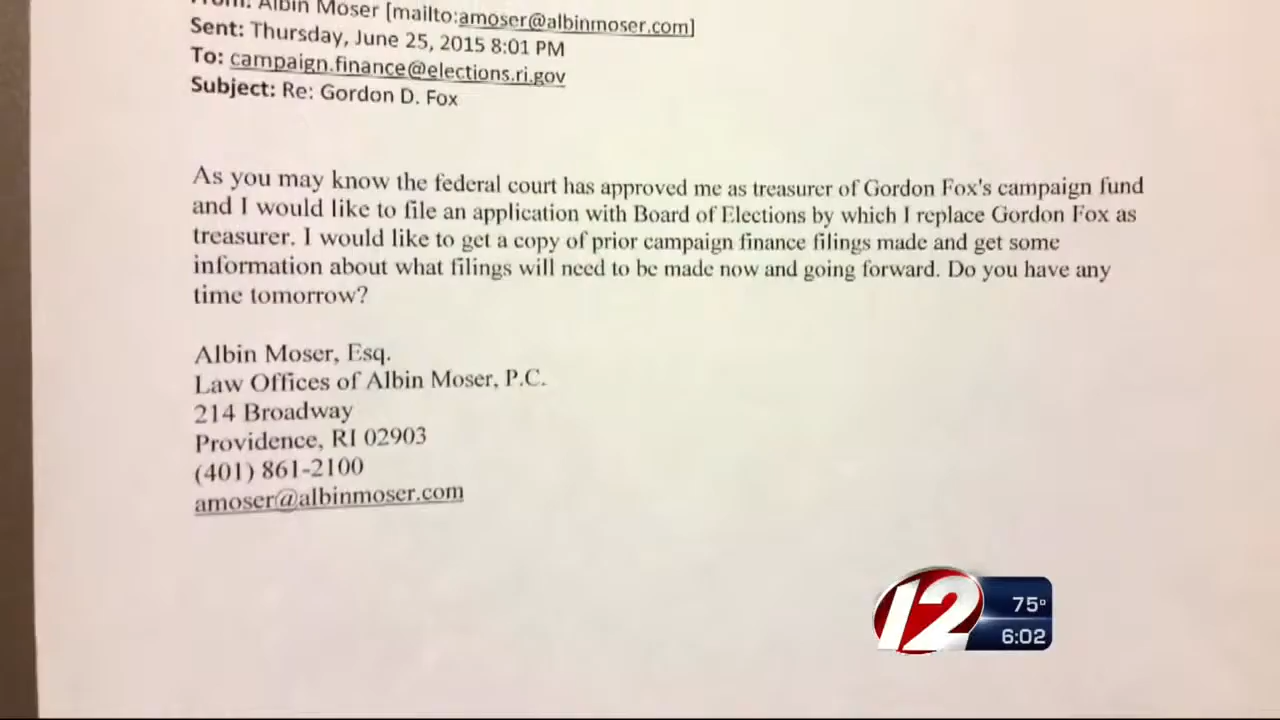 From: Albin Moser [mailto:amoser@albinmoser.com]
Sent: Thursday, June 25, 2015 8:01 PM
To: campaign.finance@elections.ri.gov
Subject: Re: Gordon D. Fox
As you may know the federal court has approved me as treasurer of Gordon Fox's campaign fund
and I would like to file an application with Board of Elections by which I replace Gordon Fox as
treasurer. I would like to get a copy of prior campaign finance filings made and get some
information about what filings will need to be made now and going forward. Do you have any
time tomorrow?
Albin Moser, Esq.
Law Offices of Albin Moser, P.C.
214 Broadway
Providence, RI 02903
(401) 861-2100
amoser@albinmoser.com
12
75°
6:02